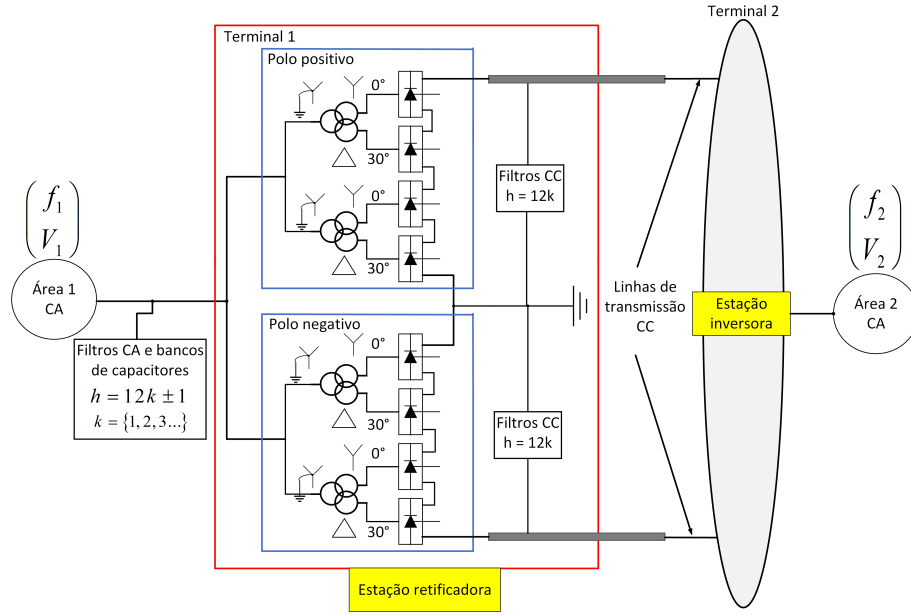 Terminal 1
Terminal 2
Polo positivo
0°
30°
0°
30°
Filtros CC
h = 12k
f₁
V₁
Área 1
CA
f₂
V₂
Área 2
CA
Linhas de
transmissão
CC
Estação
inversora
Filtros CA e bancos
de capacitores
h = 12k ± 1
k = {1, 2, 3...}
Polo negativo
0°
30°
0°
30°
Filtros CC
h = 12k
Estação retificadora